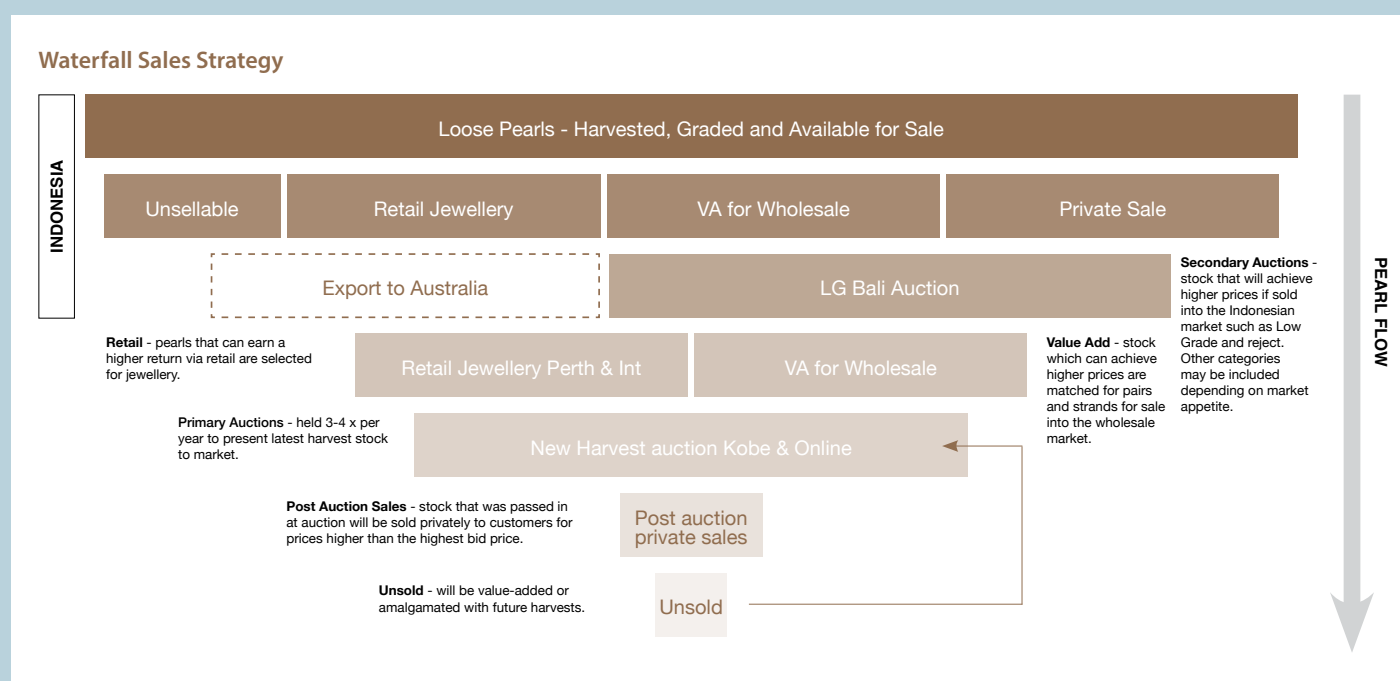 Waterfall Sales Strategy
INDONESIA
Loose Pearls - Harvested, Graded and Available for Sale
Unsellable
Retail Jewellery
VA for Wholesale
Private Sale
Export to Australia
LG Bali Auction
Secondary Auctions -
stock that will achieve
higher prices if sold
into the Indonesian
market such as Low
Grade and reject.
Other categories
may be included
depending on market
appetite.
PEARL FLOW
Retail - pearls that can earn a
higher return via retail are selected
for jewellery.
Retail Jewellery Perth & Int
VA for Wholesale
Value Add - stock
which can achieve
higher prices are
matched for pairs
and strands for sale
into the wholesale
market.
Primary Auctions - held 3-4 x per
year to present latest harvest stock
to market.
New Harvest auction Kobe & Online
Post Auction Sales - stock that was passed in
at auction will be sold privately to customers for
prices higher than the highest bid price.
Post auction
private sales
Unsold - will be value-added or
amalgamated with future harvests.
Unsold